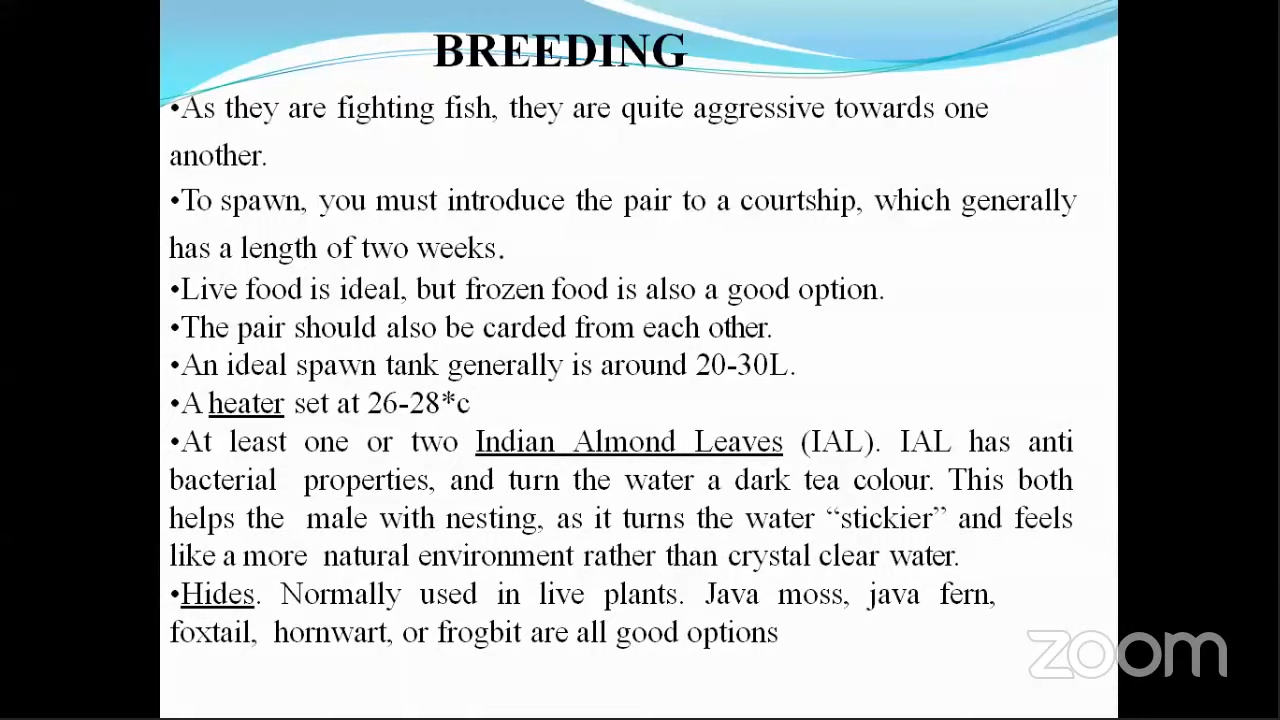 BREEDING
•As they are fighting fish, they are quite aggressive towards one
another.
•To spawn, you must introduce the pair to a courtship, which generally
has a length of two weeks.
•Live food is ideal, but frozen food is also a good option.
•The pair should also be carded from each other.
•An ideal spawn tank generally is around 20-30L.
•A heater set at 26-28*c
•At least one or two Indian Almond Leaves (IAL). IAL has anti
bacterial properties, and turn the water a dark tea colour. This both
helps the male with nesting, as it turns the water “stickier” and feels
like a more natural environment rather than crystal clear water.
•Hides. Normally used in live plants. Java moss, java fern,
foxtail, hornwart, or frogbit are all good options
zoom